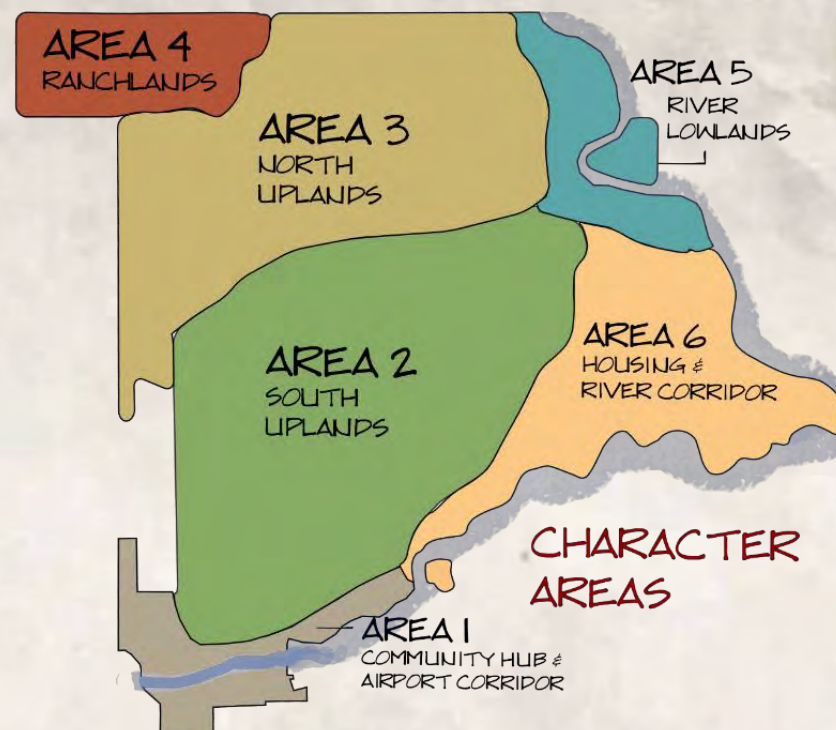 AREA 4
RANCHLANDS
AREA 3
NORTH
UPLANDS
AREA 5
RIVER
LOWLANDS
AREA 2
SOUTH
UPLANDS
AREA 6
HOUSING &
RIVER CORRIDOR
CHARACTER
AREAS
AREA 1
COMMUNITY HUB &
AIRPORT CORRIDOR